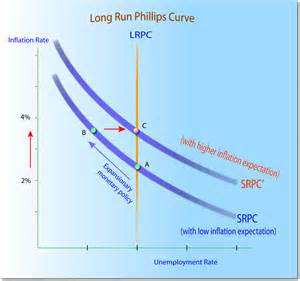 Long Run Phillips Curve
Inflation Rate
LRPC
4%
B
C
(with higher inflation expectation)
A
Expansionary
monetary policy
2%
SRPC'
SRPC
(with low inflation expectation)
Unemployment Rate